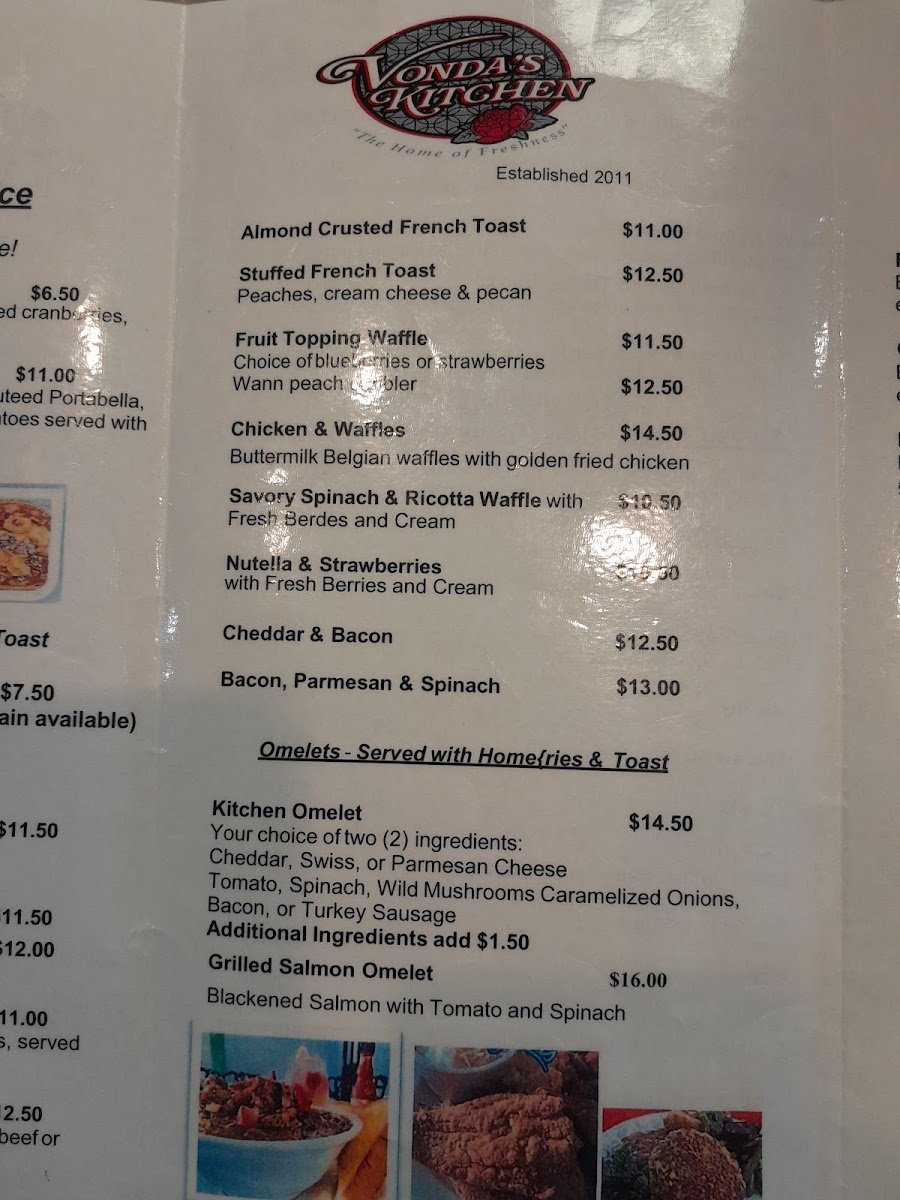 VONDA'S
KITCHEN
"The Home of Freshness"
Established 2011
Almond Crusted French Toast $11.00
Stuffed French Toast $12.50
Peaches, cream cheese & pecan
Fruit Topping Waffle $11.50
Choice of blueberries or strawberries
Wann peach $12.50
Chicken & Waffles $14.50
Buttermilk Belgian waffles with golden fried chicken
Savory Spinach & Ricotta Waffle with $10.50
Fresh Berdes and Cream
Nutella & Strawberries
with Fresh Berries and Cream
Cheddar & Bacon $12.50
Bacon, Parmesan & Spinach $13.00
Omelets - Served with Home{ries & Toast
Kitchen Omelet $14.50
Your choice of two (2) ingredients:
Cheddar, Swiss, or Parmesan Cheese
Tomato, Spinach, Wild Mushrooms Caramelized Onions,
Bacon, or Turkey Sausage
Additional Ingredients add $1.50
Grilled Salmon Omelet $16.00
Blackened Salmon with Tomato and Spinach
ce
e!
$6.50
ed cranberries,
$11.00
uteed Portabella,
atoes served with
Toast
$7.50
ain available)
$11.50
11.50
$12.00
11.00
s, served
2.50
beef or